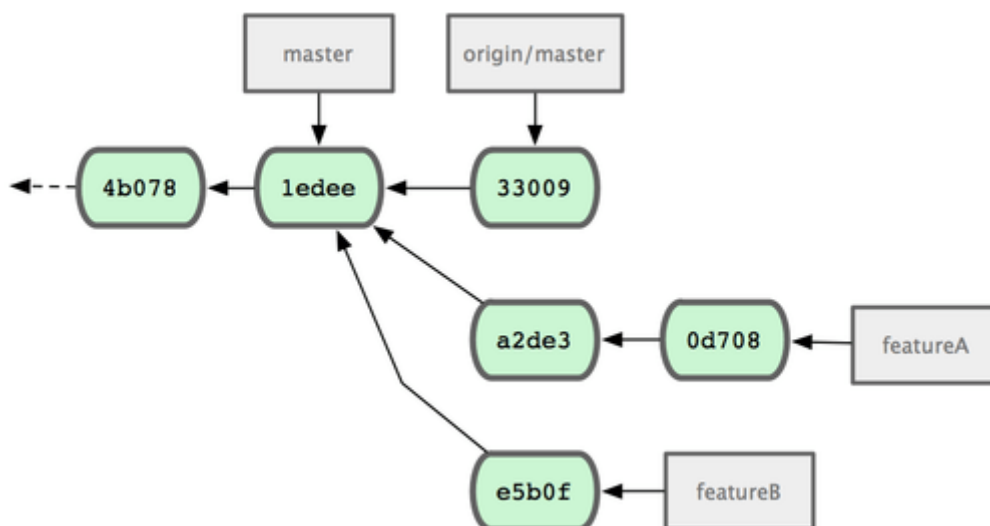 master
origin/master
4b078
1edee
33009
a2de3
0d708
featureA
e5b0f
featureB